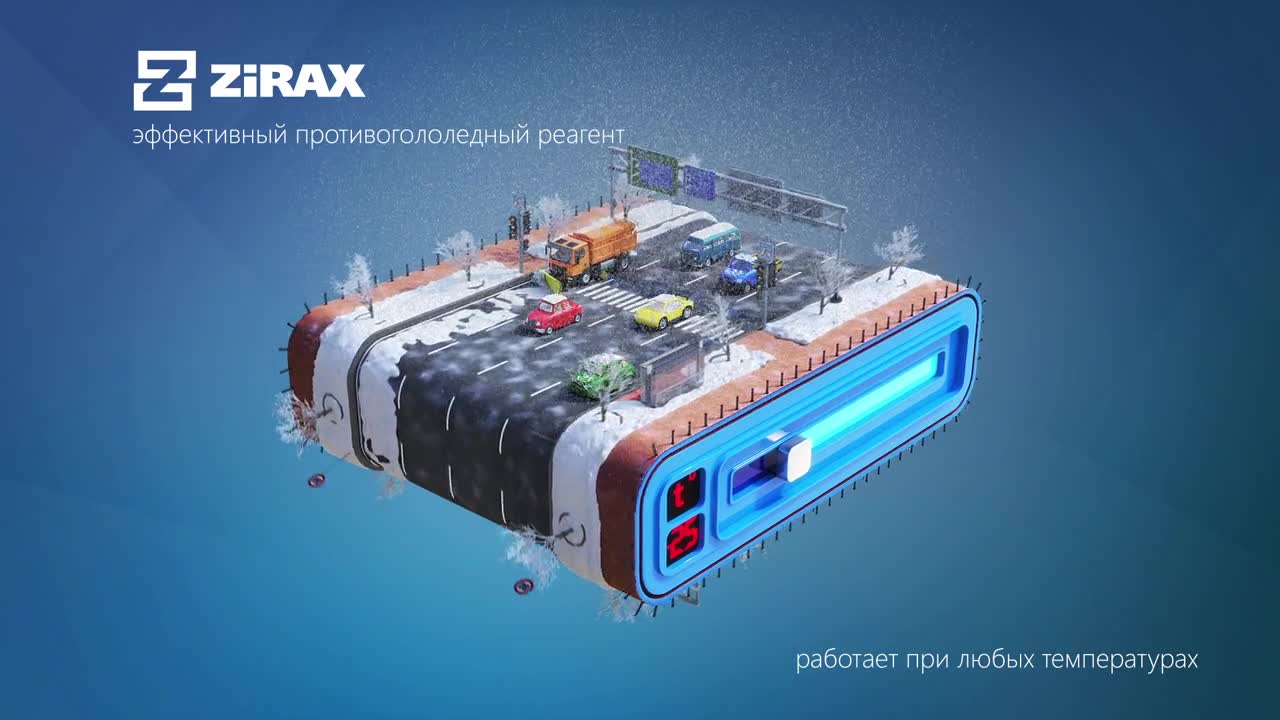 ZiRAX
эффективный противогололедный реагент
t°
25
работает при любых температурах